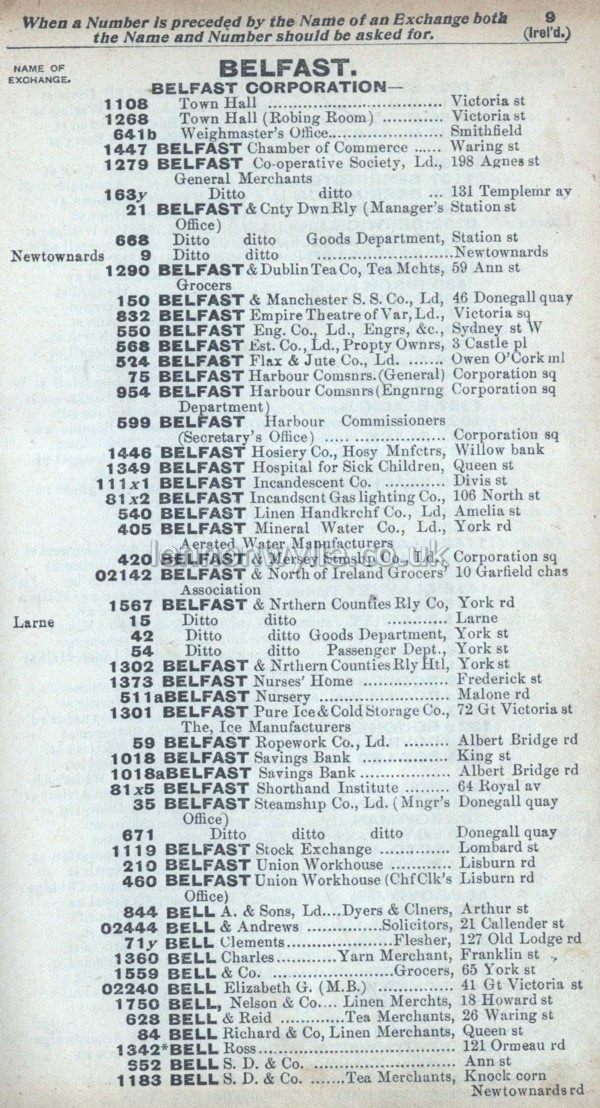 When a Number is preceded by the Name of an Exchange both
the Name and Number should be asked for.
9
(Irel'd.)
NAME OF
EXCHANGE.
BELFAST.
BELFAST CORPORATION—
1108 Town Hall .................................... Victoria st
1268 Town Hall (Robing Room) ............ Victoria st
641b Weighmaster's Office........................ Smithfield
1447 BELFAST Chamber of Commerce ...... Waring st
1279 BELFAST Co-operative Society, Ld., 198 Agnes st
General Merchants
163y Ditto ditto ... 131 Templemr av
21 BELFAST & Cnty Dwn Rly (Manager's Station st
Office)
668 Ditto ditto Goods Department, Station st
Newtownards 9 Ditto ditto ............................Newtownards
1290 BELFAST & Dublin Tea Co, Tea Mchts, 59 Ann st
Grocers
150 BELFAST & Manchester S. S. Co., Ld, 46 Donegall quay
832 BELFAST Empire Theatre of Var, Ld., Victoria sq
550 BELFAST Eng. Co., Ld., Engrs, &c., Sydney st W
568 BELFAST Est. Co., Ld., Propty Ownrs, 3 Castle pl
524 BELFAST Flax & Jute Co., Ld. ....... Owen O'Cork ml
75 BELFAST Harbour Comsnrs. (General) Corporation sq
954 BELFAST Harbour Comsnrs (Engnrng Corporation sq
Department)
599 BELFAST Harbour Commissioners
(Secretary's Office) ..... .................. Corporation sq
1446 BELFAST Hosiery Co., Hosy Mnfctrs, Willow bank
1349 BELFAST Hospital for Sick Children, Queen st
111x1 BELFAST Incandescent Co. ............ Divis st
81x2 BELFAST Incandscnt Gas lighting Co., 106 North st
540 BELFAST Linen Handkrchf Co., Ld, Amelia st
405 BELFAST Mineral Water Co., Ld., York rd
Aerated Water Manufacturers
lennonwylie.co.uk
420 BELFAST & Mersey Stmshp Co., Ld., Corporation sq
02142 BELFAST & North of Ireland Grocers' 10 Garfield chas
Association
1567 BELFAST & Nrthern Counties Rly Co, York rd
Larne 15 Ditto ditto ............ Larne
42 Ditto ditto Goods Department, York st
54 Ditto ditto Passenger Dept., York st
1302 BELFAST & Nrthern Counties Rly Htl, York st
1373 BELFAST Nurses' Home ................ Frederick st
511a BELFAST Nursery ...................... Malone rd
1301 BELFAST Pure Ice & Cold Storage Co., 72 Gt Victoria st
The, Ice Manufacturers
59 BELFAST Ropework Co., Ld. ......... Albert Bridge rd
1018 BELFAST Savings Bank .................. King st
1018a BELFAST Savings Bank .................. Albert Bridge rd
81x5 BELFAST Shorthand Institute ......... 64 Royal av
35 BELFAST Steamship Co., Ld. (Mngr's Donegall quay
Office)
671 Ditto ditto ditto Donegall quay
1119 BELFAST Stock Exchange .............. Lombard st
210 BELFAST Union Workhouse ............ Lisburn rd
460 BELFAST Union Workhouse (Chf Clk's Lisburn rd
Office)
844 BELL A. & Sons, Ld....Dyers & Clners, Arthur st
02444 BELL & Andrews ...............Solicitors, 21 Callender st
71y BELL Clements....................Flesher, 127 Old Lodge rd
1360 BELL Charles............Yarn Merchant, Franklin st
1559 BELL & Co. .........................Grocers, 65 York st
02240 BELL Elizabeth G. (M.B.) ............... 41 Gt Victoria st
1750 BELL, Nelson & Co.... Linen Merchts, 18 Howard st
628 BELL & Reid ............Tea Merchants, 26 Waring st
84 BELL Richard & Co, Linen Merchants, Queen st
1342* BELL Ross..................................... 121 Ormeau rd
952 BELL S. D. & Co. ........................... Ann st
1183 BELL S. D. & Co. .......Tea Merchants, Knock corn
Newtownards rd